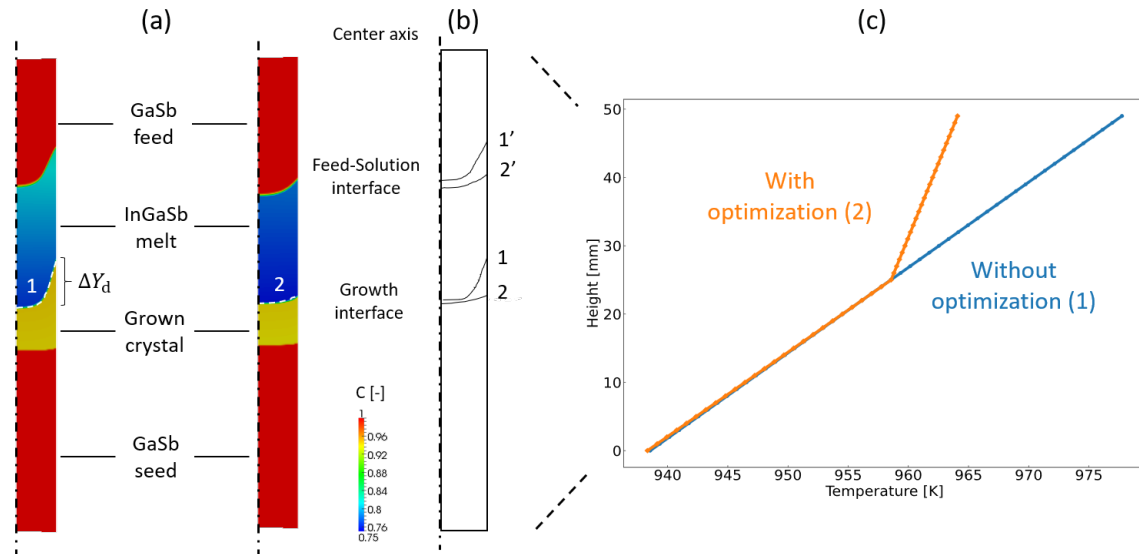 (a)
(b)
(c)
Center axis
GaSb
feed
InGaSb
melt
Grown
crystal
GaSb
seed
1
ΔY_d
2
Feed-Solution
interface
Growth
interface
C [-]
1
0.96
0.92
0.88
0.84
0.8
0.76
0.75
1’
2’
1
2
With
optimization (2)
Without
optimization (1)
Height [mm]
50
40
30
20
10
0
940 945 950 955 960 965 970 975
Temperature [K]